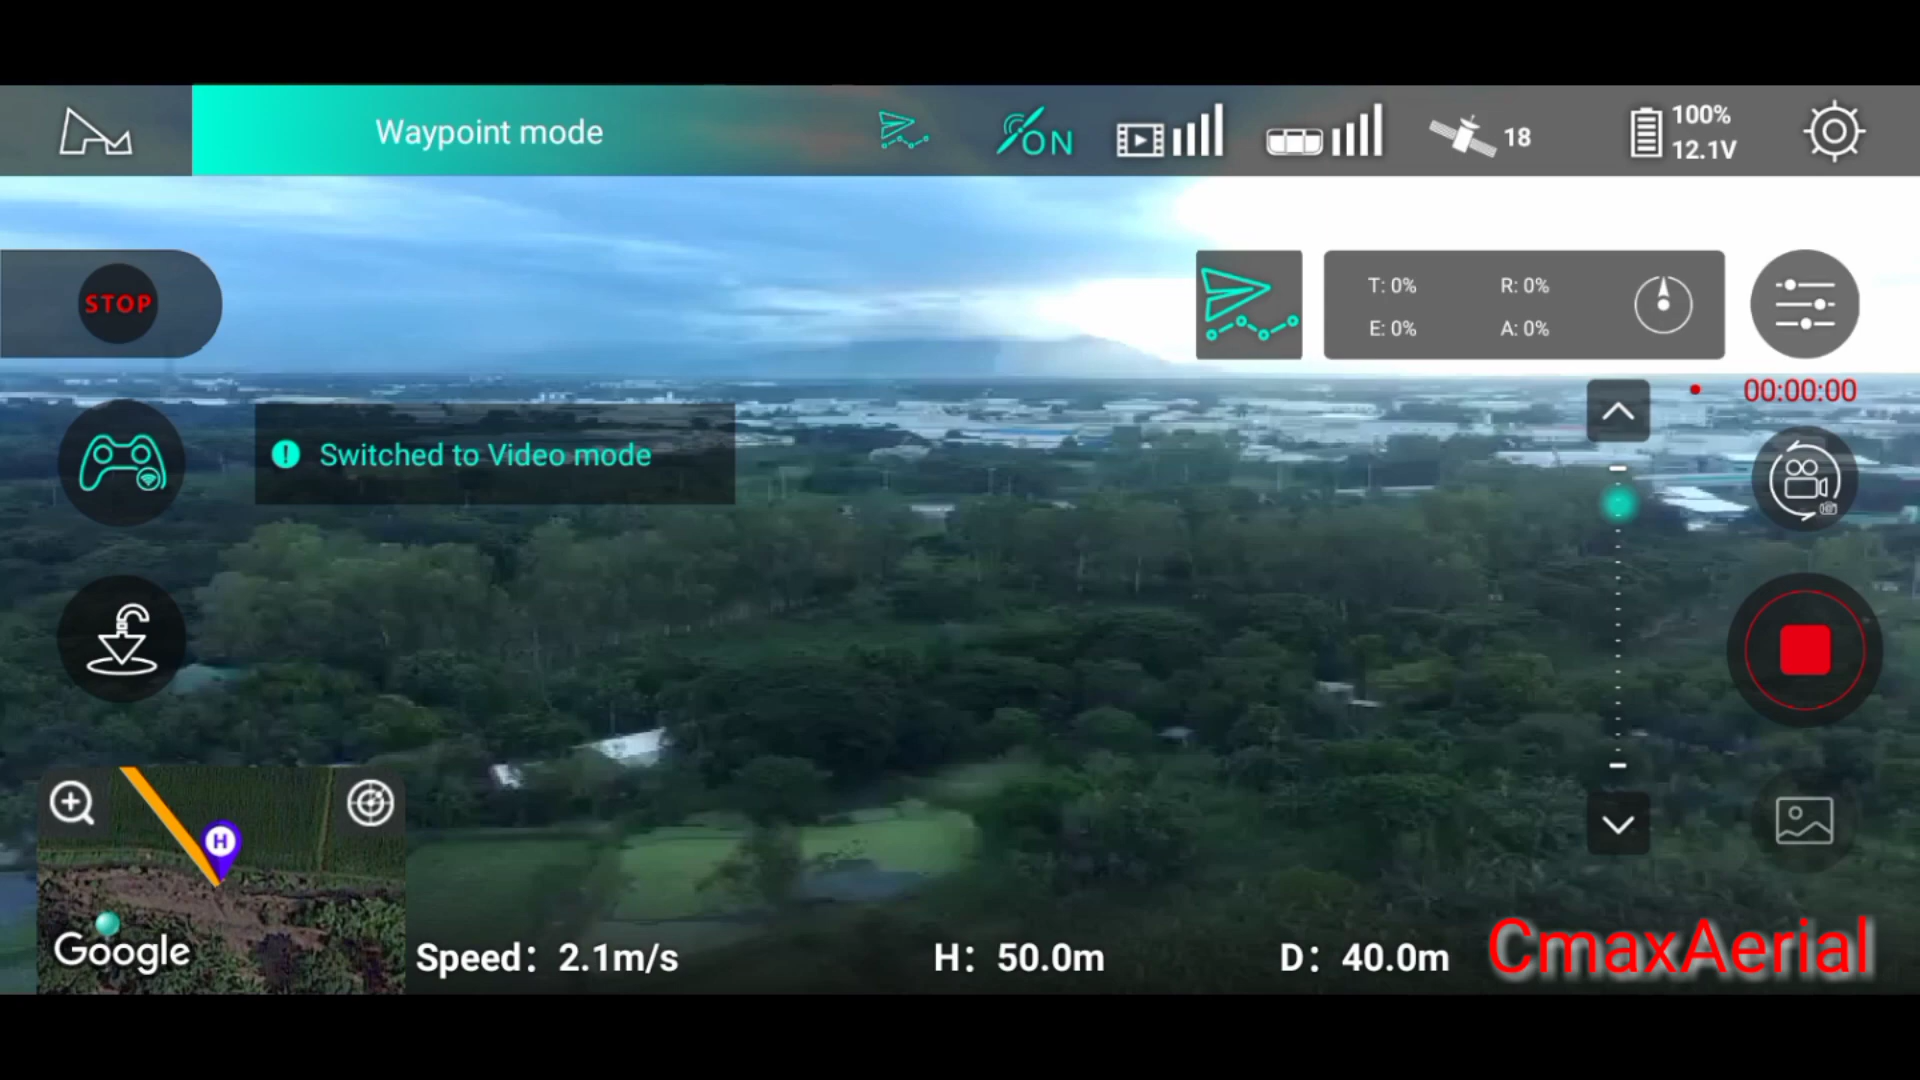 Waypoint mode
ON
18
100%
12.1V
STOP
T: 0%
R: 0%
E: 0%
A: 0%
00:00:00
Switched to Video mode
H
Google
Speed: 2.1m/s
H: 50.0m
D: 40.0m
CmaxAerial